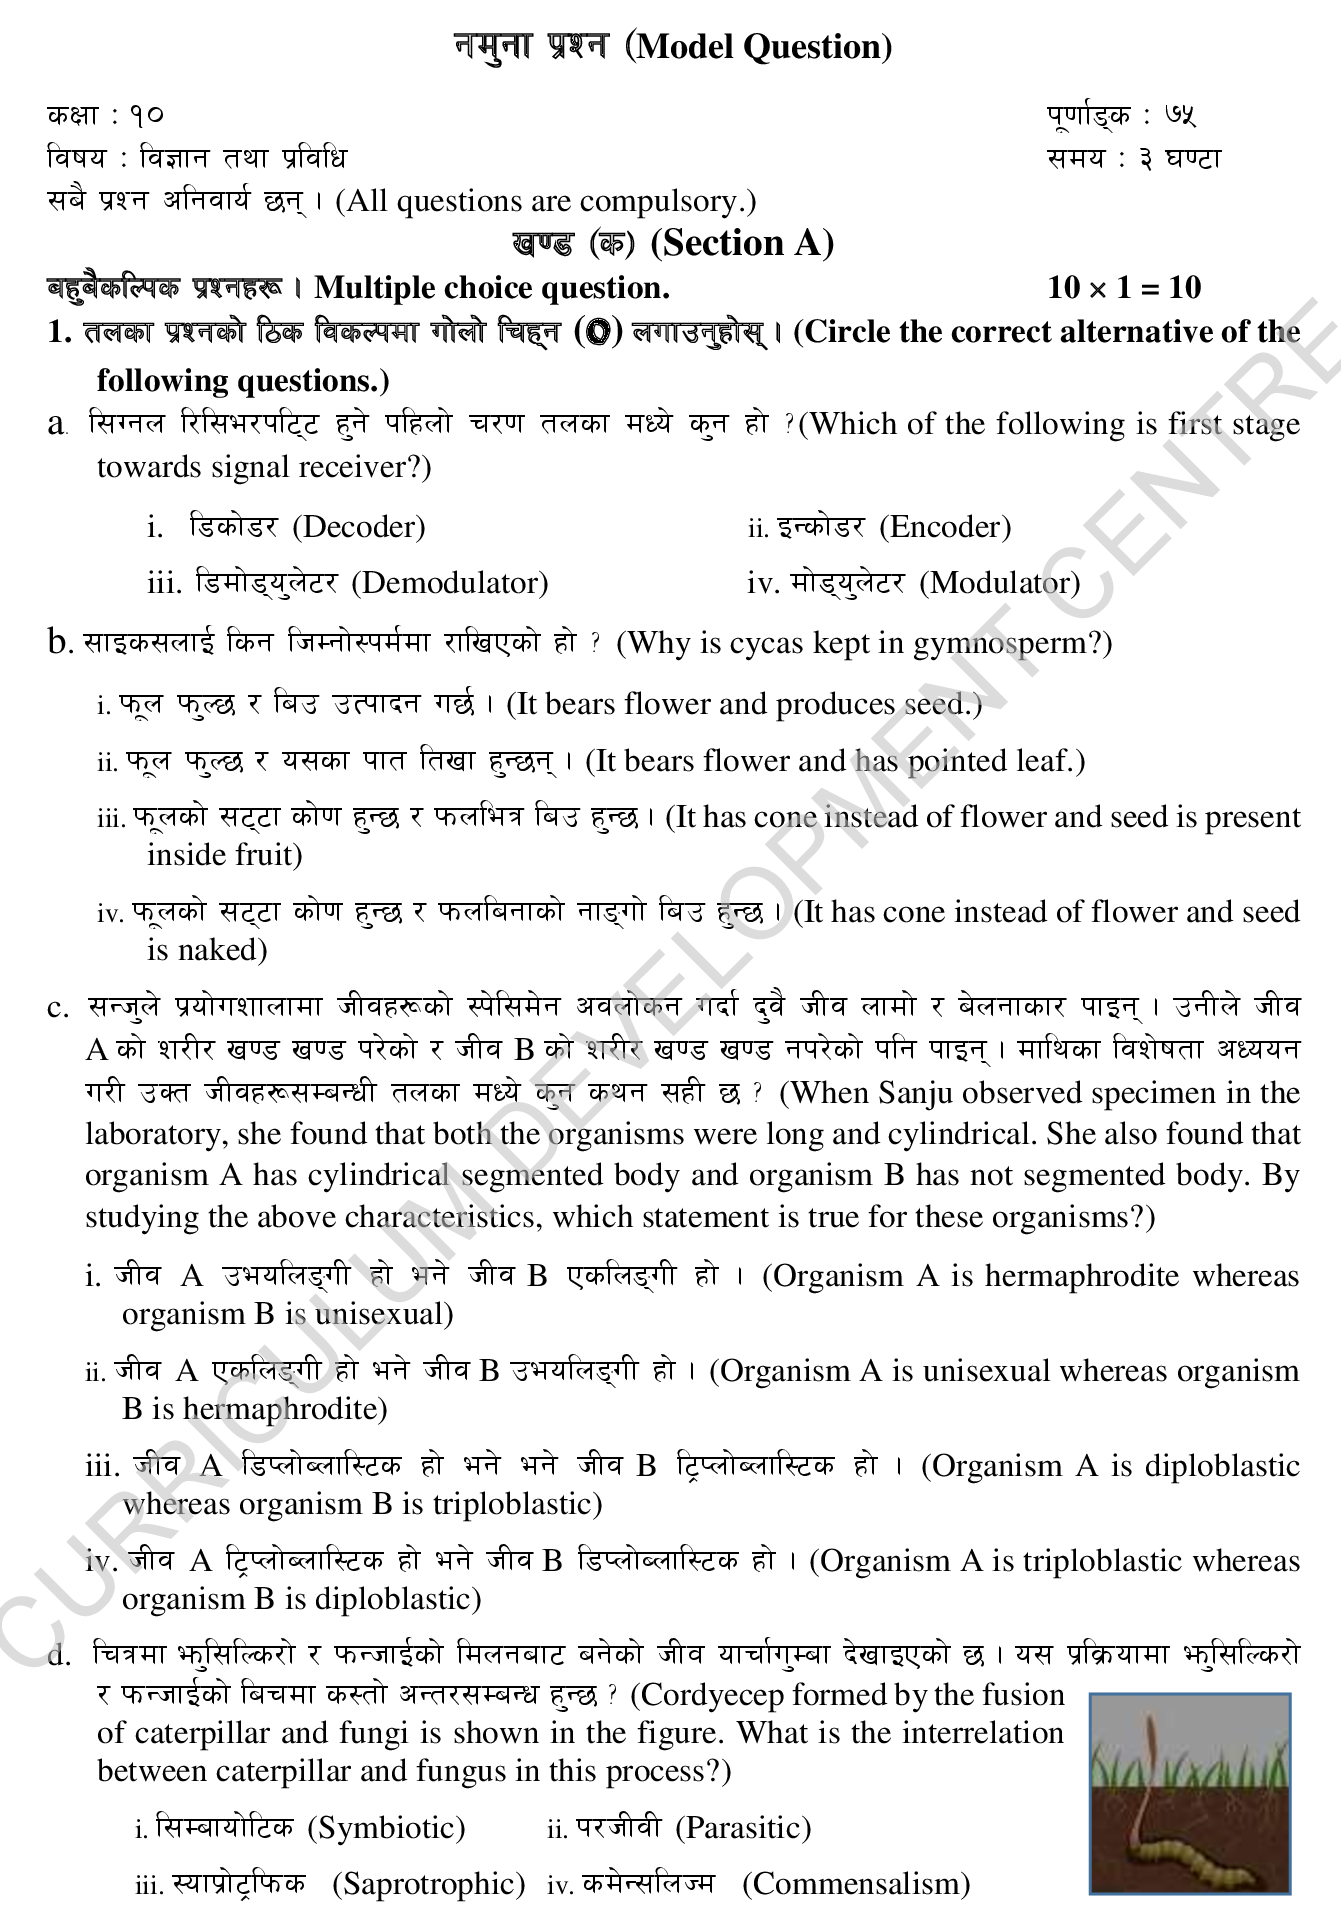 नमुना प्रश्न (Model Question)
कक्षा : १० पूर्णाङ्क : ७५
विषय : विज्ञान तथा प्रविधि समय : ३ घण्टा
सबै प्रश्न अनिवार्य छन् । (All questions are compulsory.)
खण्ड (क) (Section A)
बहुबैकल्पिक प्रश्नहरू । Multiple choice question. 10 × 1 = 10
1. तलका प्रश्नको ठिक विकल्पमा गोलो चिह्न (O) लगाउनुहोस् । (Circle the correct alternative of the
following questions.)
a. सिग्नल रिसिभरपट्टि हुने पहिलो चरण तलका मध्ये कुन हो ?(Which of the following is first stage
towards signal receiver?)
i. डिकोडर (Decoder) ii. इन्कोडर (Encoder)
iii. डिमोड्युलेटर (Demodulator) iv. मोड्युलेटर (Modulator)
b. साइकसलाई किन जिम्नोस्पर्ममा राखिएको हो ? (Why is cycas kept in gymnosperm?)
i. फूल फुल्छ र बिउ उत्पादन गर्छ । (It bears flower and produces seed.)
ii. फूल फुल्छ र यसका पात तिखा हुन्छन् । (It bears flower and has pointed leaf.)
iii. फूलको सट्टा कोण हुन्छ र फलभित्र बिउ हुन्छ । (It has cone instead of flower and seed is present
inside fruit)
iv. फूलको सट्टा कोण हुन्छ र फलबिनाको नाङ्गो बिउ हुन्छ । (It has cone instead of flower and seed
is naked)
c. सन्जुले प्रयोगशालामा जीवहरूको स्पेसिमेन अवलोकन गर्दा दुवै जीव लामो र बेलनाकार पाइन् । उनीले जीव
A को शरीर खण्ड खण्ड परेको र जीव B को शरीर खण्ड खण्ड नपरेको पनि पाइन् । माथिका विशेषता अध्ययन
गरी उक्त जीवहरूसम्बन्धी तलका मध्ये कुन कथन सही छ ? (When Sanju observed specimen in the
laboratory, she found that both the organisms were long and cylindrical. She also found that
organism A has cylindrical segmented body and organism B has not segmented body. By
studying the above characteristics, which statement is true for these organisms?)
i. जीव A उभयलिङ्गी हो भने जीव B एकलिङ्गी हो । (Organism A is hermaphrodite whereas
organism B is unisexual)
ii. जीव A एकलिङ्गी हो भने जीव B उभयलिङ्गी हो । (Organism A is unisexual whereas organism
B is hermaphrodite)
iii. जीव A डिप्लोब्लास्टिक हो भने भने जीव B ट्रिप्लोब्लास्टिक हो । (Organism A is diploblastic
whereas organism B is triploblastic)
iv. जीव A ट्रिप्लोब्लास्टिक हो भने जीव B डिप्लोब्लास्टिक हो । (Organism A is triploblastic whereas
organism B is diploblastic)
d. चित्रमा झुसिल्किरो र फन्जाईको मिलनबाट बनेको जीव यार्चागुम्बा देखाइएको छ । यस प्रक्रियामा झुसिल्किरो
र फन्जाईको बिचमा कस्तो अन्तरसम्बन्ध हुन्छ ? (Cordyecep formed by the fusion
of caterpillar and fungi is shown in the figure. What is the interrelation
between caterpillar and fungus in this process?)
i. सिम्बायोटिक (Symbiotic) ii. परजीवी (Parasitic)
iii. स्याप्रोट्रफिक (Saprotrophic) iv. कमेन्सलिज्म (Commensalism)
CURRICULUM DEVELOPMENT CENTRE